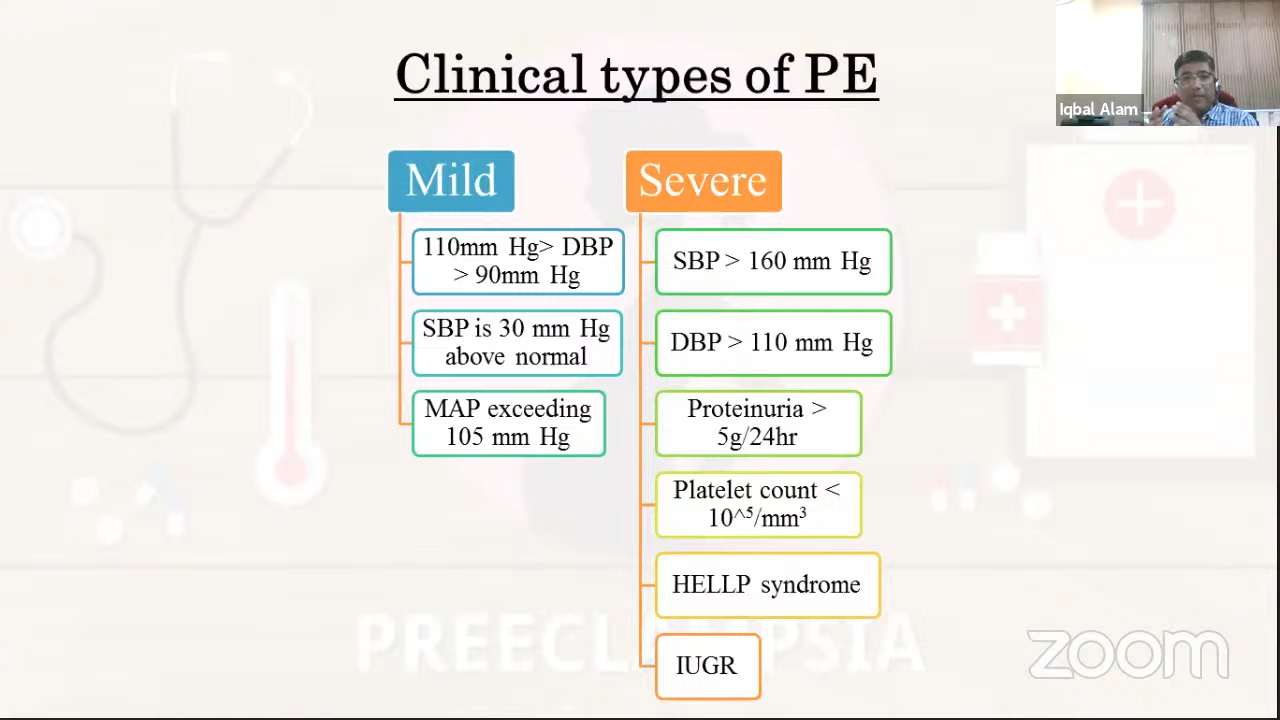 Clinical types of PE
Iqbal Alam
Mild
110mm Hg> DBP
> 90mm Hg
SBP is 30 mm Hg
above normal
MAP exceeding
105 mm Hg
Severe
SBP > 160 mm Hg
DBP > 110 mm Hg
Proteinuria >
5g/24hr
Platelet count <
10^⁵/mm³
HELLP syndrome
IUGR
PREECLAMPSIA
zoom